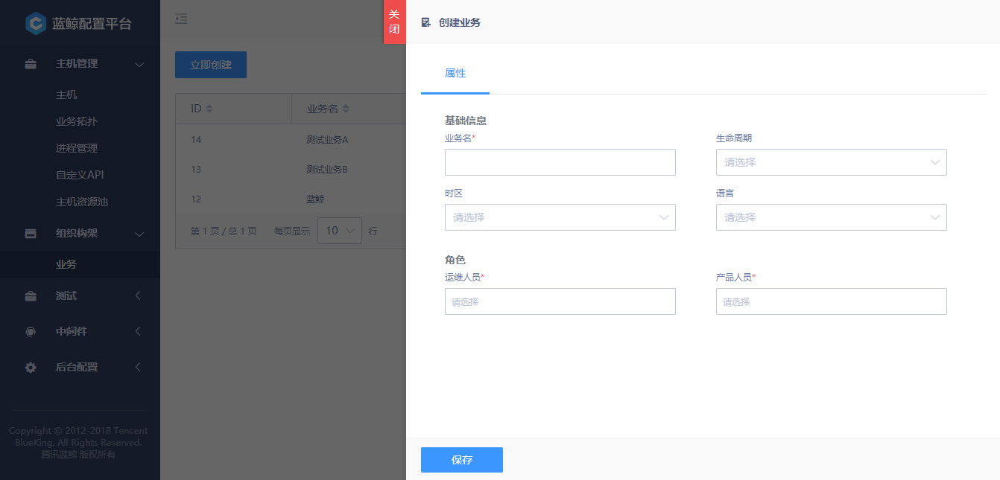 蓝鲸配置平台
主机管理
主机
业务拓扑
进程管理
自定义API
主机资源池
组织构架
业务
测试
中间件
后台配置
Copyright © 2012-2018 Tencent
BlueKing. All Rights Reserved.
腾讯蓝鲸 版权所有
立即创建
ID 业务名
14 测试业务A
13 测试业务B
12 蓝鲸
第 1 页 / 总 1 页 每页显示 10 行
关
闭
创建业务
属性
基础信息
业务名* 生命周期
请选择
时区 语言
请选择 请选择
角色
运维人员* 产品人员*
请选择 请选择
保存